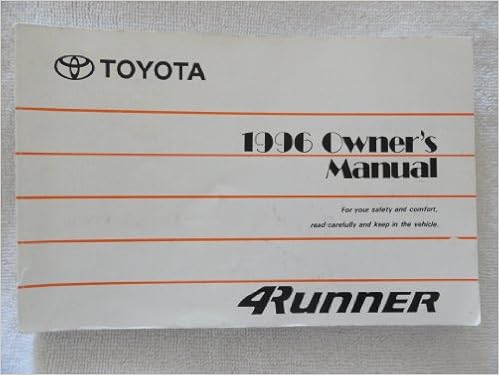 TOYOTA
1996 Owner's
Manual
For your safety and comfort,
read carefully and keep in the vehicle.
4Runner